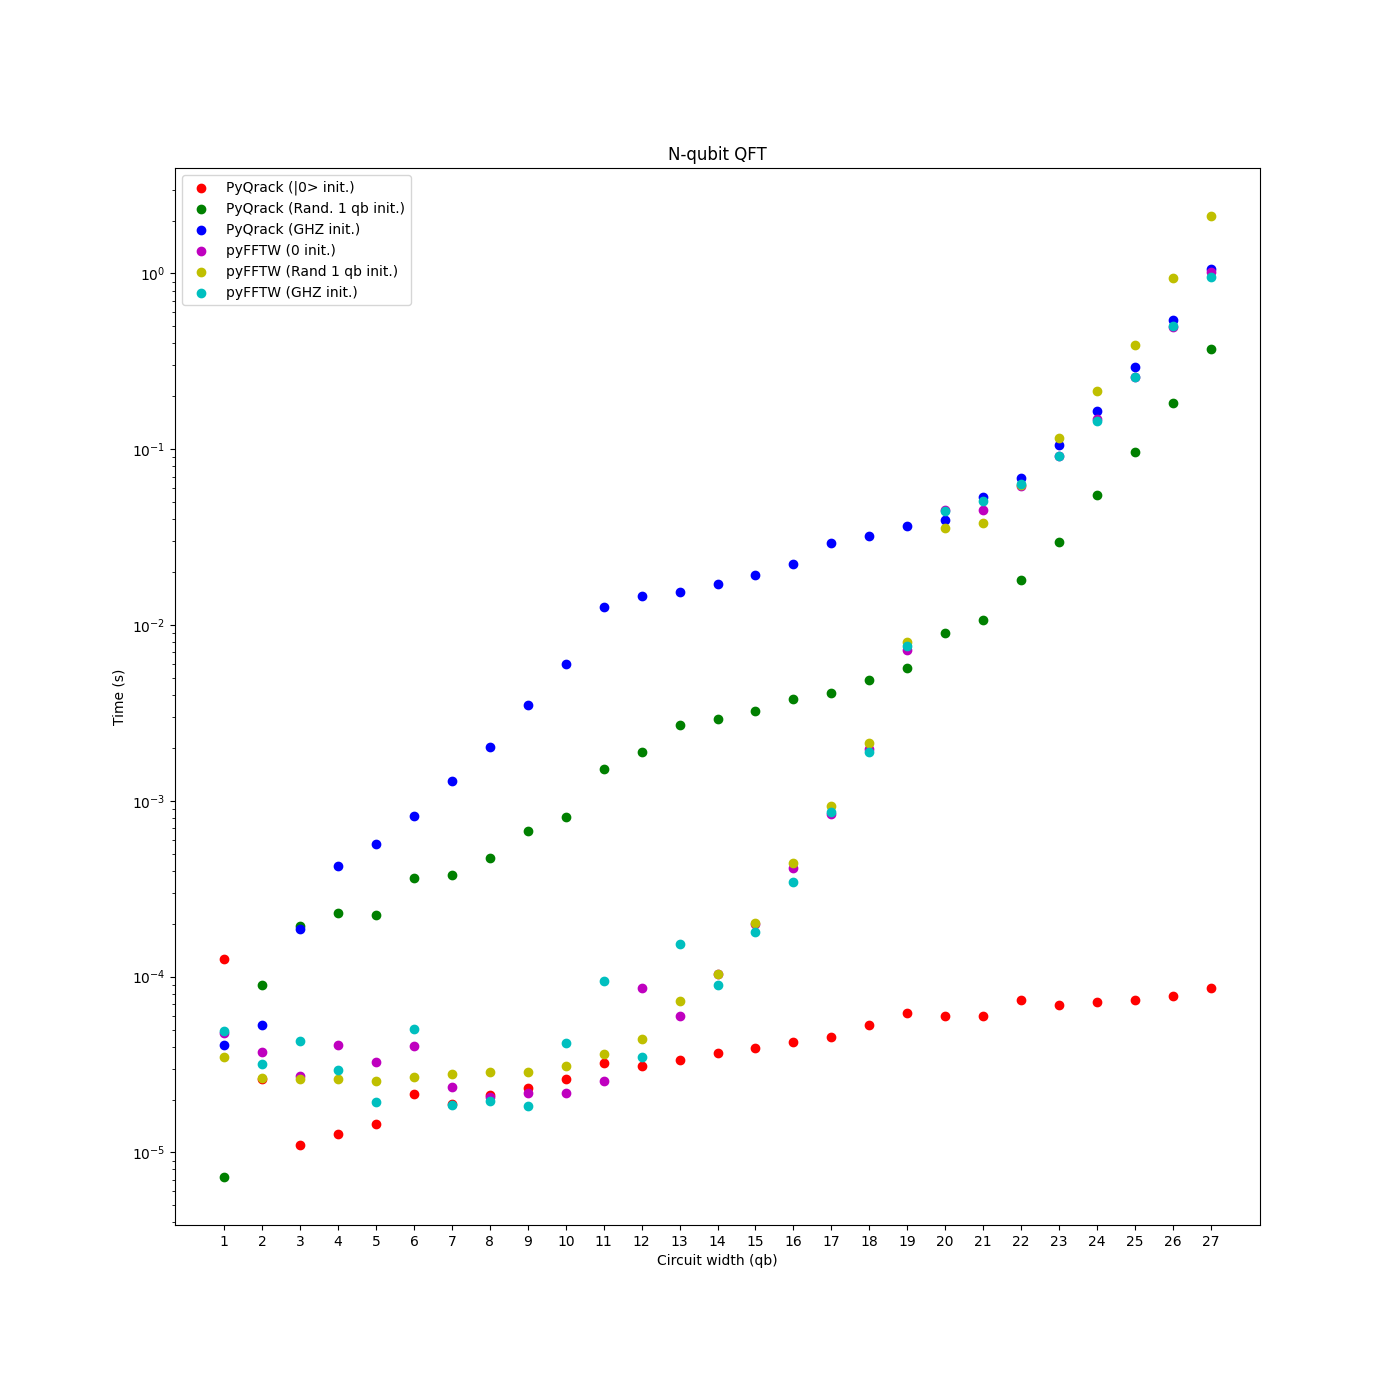 N-qubit QFT
PyQrack (|0> init.)
PyQrack (Rand. 1 qb init.)
PyQrack (GHZ init.)
pyFFTW (0 init.)
pyFFTW (Rand 1 qb init.)
pyFFTW (GHZ init.)
10⁰
10⁻¹
10⁻²
10⁻³
10⁻⁴
10⁻⁵
Time (s)
1 2 3 4 5 6 7 8 9 10 11 12 13 14 15 16 17 18 19 20 21 22 23 24 25 26 27
Circuit width (qb)